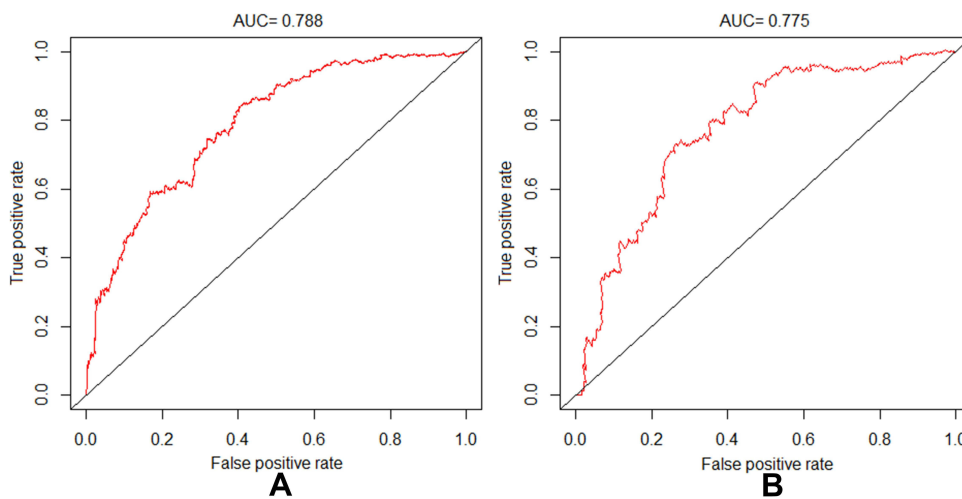 AUC= 0.788
True positive rate
1.0
0.8
0.6
0.4
0.2
0.0
0.0 0.2 0.4 0.6 0.8 1.0
False positive rate
A
AUC= 0.775
True positive rate
1.0
0.8
0.6
0.4
0.2
0.0
0.0 0.2 0.4 0.6 0.8 1.0
False positive rate
B